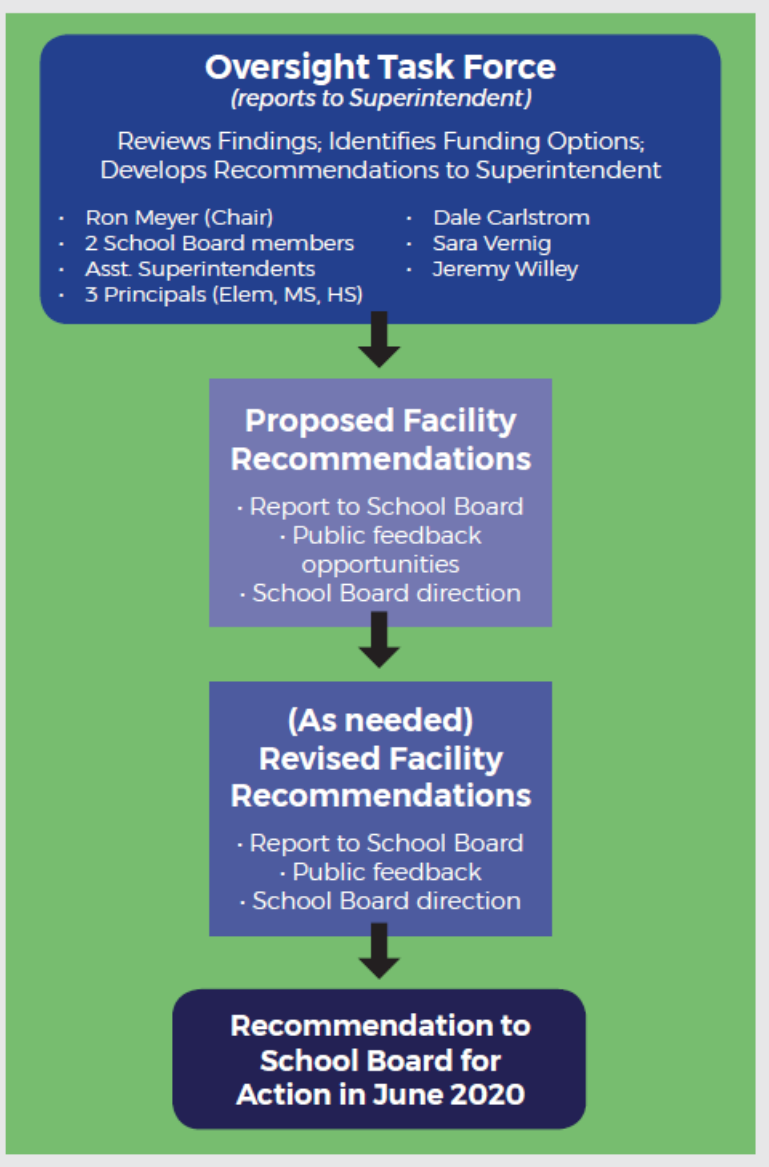 Oversight Task Force
(reports to Superintendent)
Reviews Findings; Identifies Funding Options;
Develops Recommendations to Superintendent
· Ron Meyer (Chair)
· 2 School Board members
· Asst. Superintendents
· 3 Principals (Elem, MS, HS)
· Dale Carlstrom
· Sara Vernig
· Jeremy Willey
Proposed Facility
Recommendations
· Report to School Board
· Public feedback
opportunities
· School Board direction
(As needed)
Revised Facility
Recommendations
· Report to School Board
· Public feedback
· School Board direction
Recommendation to
School Board for
Action in June 2020